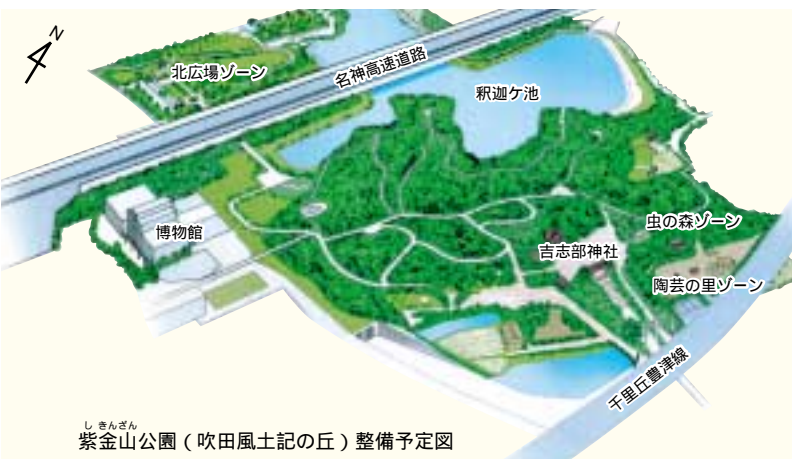 N
北広場ゾーン
名神高速道路
釈迦ケ池
博物館
虫の森ゾーン
吉志部神社
陶芸の里ゾーン
千里丘豊津線
し きんざん
紫金山公園（吹田風土記の丘）整備予定図